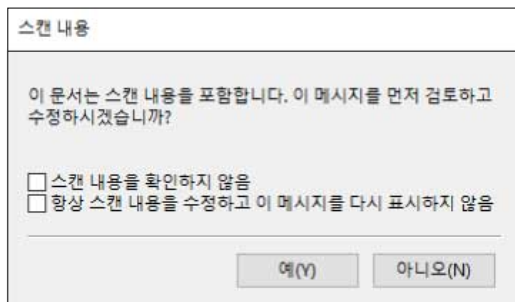 스캔 내용
이 문서는 스캔 내용을 포함합니다. 이 메시지를 먼저 검토하고
수정하시겠습니까?
스캔 내용을 확인하지 않음
항상 스캔 내용을 수정하고 이 메시지를 다시 표시하지 않음
예(Y) 아니오(N)